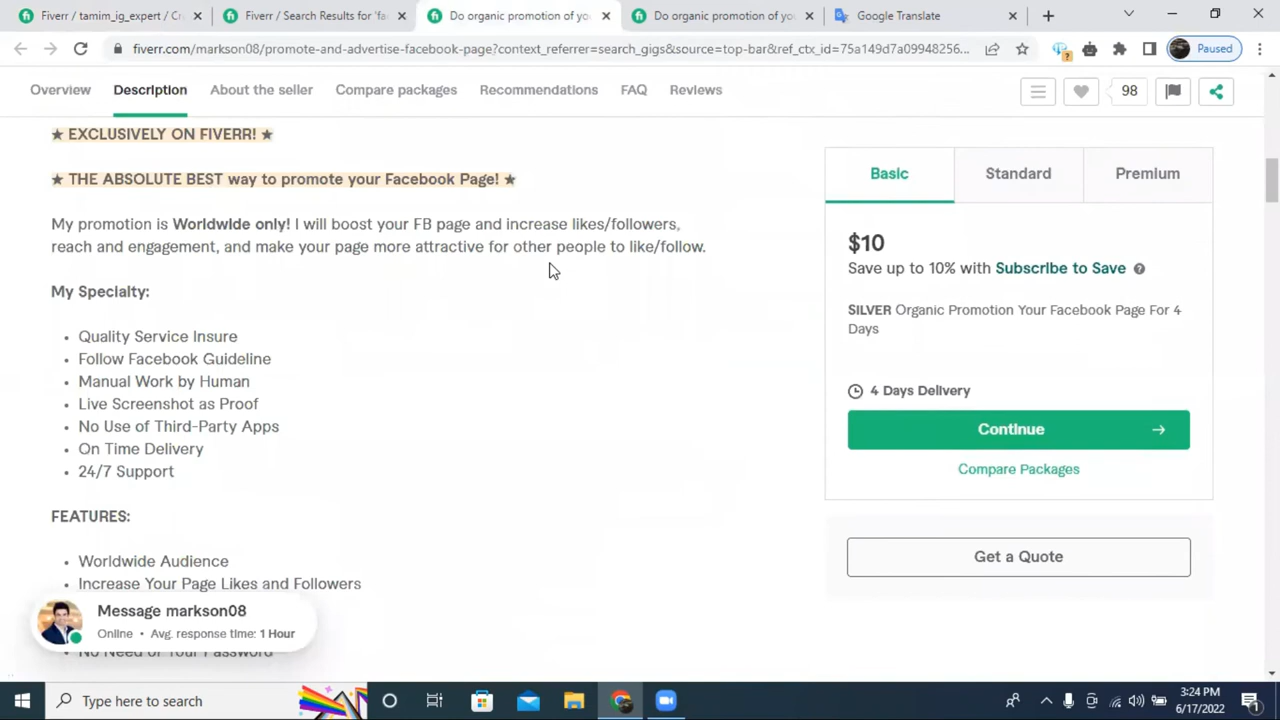 Fiverr / tamim_ig_expert / Cr
Fiverr / Search Results for 'fa
Do organic promotion of yo
Do organic promotion of yo
Google Translate
fiverr.com/markson08/promote-and-advertise-facebook-page?context_referrer=search_gigs&source=top-bar&ref_ctx_id=75a149d7a09948256...
Paused
Overview
Description
About the seller
Compare packages
Recommendations
FAQ
Reviews
98
★ EXCLUSIVELY ON FIVERR! ★
★ THE ABSOLUTE BEST way to promote your Facebook Page! ★
My promotion is Worldwide only! I will boost your FB page and increase likes/followers,
reach and engagement, and make your page more attractive for other people to like/follow.
My Specialty:
• Quality Service Insure
• Follow Facebook Guideline
• Manual Work by Human
• Live Screenshot as Proof
• No Use of Third-Party Apps
• On Time Delivery
• 24/7 Support
FEATURES:
• Worldwide Audience
• Increase Your Page Likes and Followers
• No Need of Your Password
Message markson08
Online • Avg. response time: 1 Hour
Basic
Standard
Premium
$10
Save up to 10% with Subscribe to Save
SILVER Organic Promotion Your Facebook Page For 4
Days
4 Days Delivery
Continue →
Compare Packages
Get a Quote
Type here to search
3:24 PM
6/17/2022
1